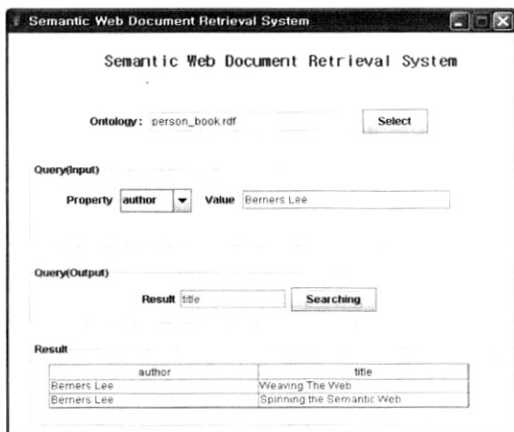 Semantic Web Document Retrieval System
Semantic Web Document Retrieval System
Ontology: person_book.rdf Select
Query(Input)
Property author Value Berners Lee
Query(Output)
Result title Searching
Result
author title
Berners Lee Weaving The Web
Berners Lee Spinning the Semantic Web